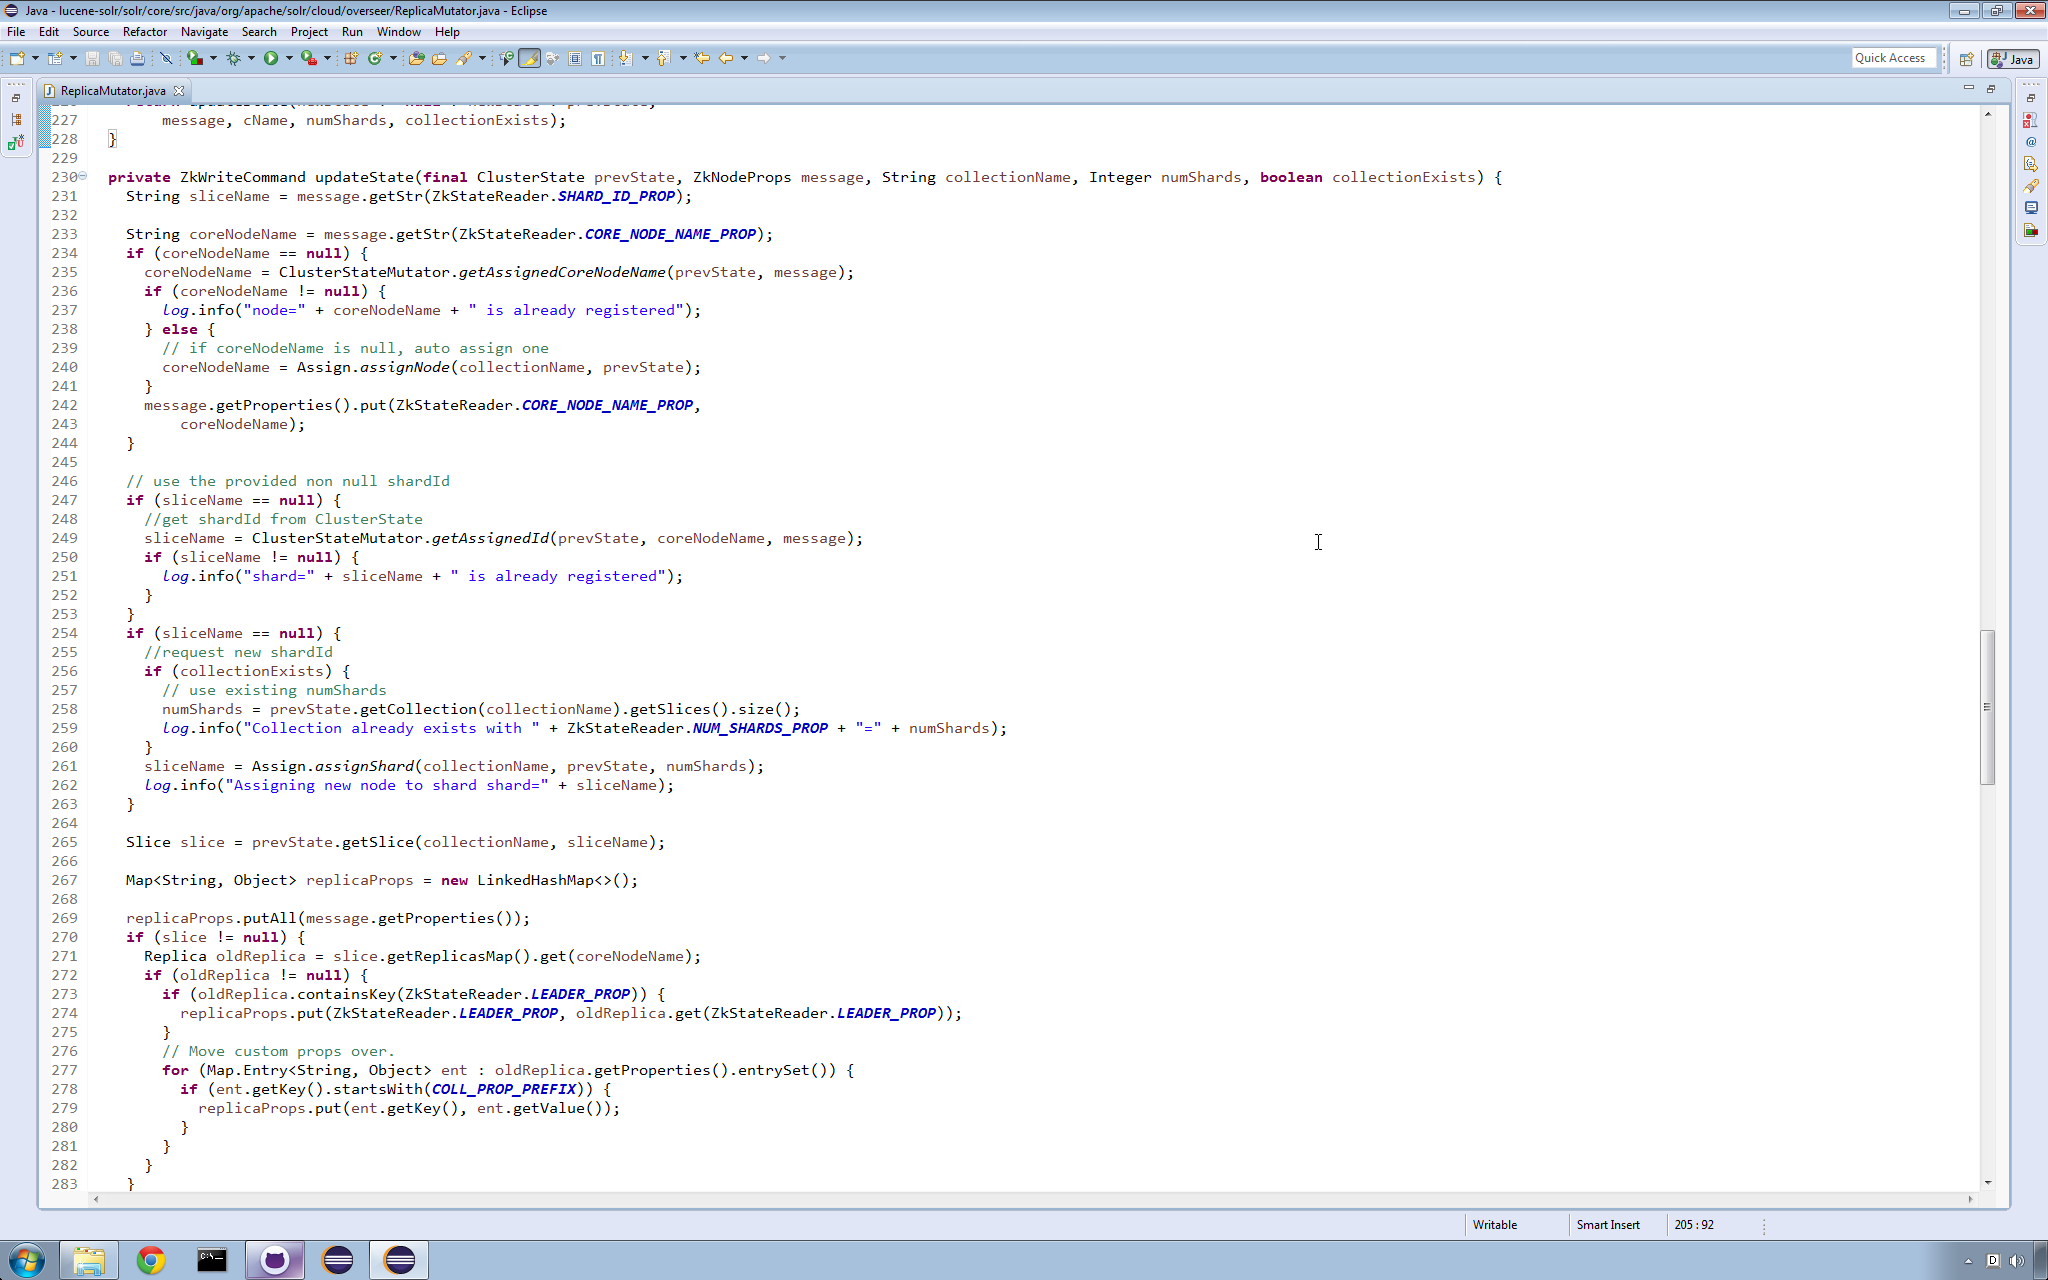 Java - lucene-solr/solr/core/src/java/org/apache/solr/cloud/overseer/ReplicaMutator.java - Eclipse
File Edit Source Refactor Navigate Search Project Run Window Help
Quick Access
Java
ReplicaMutator.java
227 message, cName, numShards, collectionExists);
228 }
229
230 private ZkWriteCommand updateState(final ClusterState prevState, ZkNodeProps message, String collectionName, Integer numShards, boolean collectionExists) {
231 String sliceName = message.getStr(ZkStateReader.SHARD_ID_PROP);
232
233 String coreNodeName = message.getStr(ZkStateReader.CORE_NODE_NAME_PROP);
234 if (coreNodeName == null) {
235 coreNodeName = ClusterStateMutator.getAssignedCoreNodeName(prevState, message);
236 if (coreNodeName != null) {
237 log.info("node=" + coreNodeName + " is already registered");
238 } else {
239 // if coreNodeName is null, auto assign one
240 coreNodeName = Assign.assignNode(collectionName, prevState);
241 }
242 message.getProperties().put(ZkStateReader.CORE_NODE_NAME_PROP,
243 coreNodeName);
244 }
245
246 // use the provided non null shardId
247 if (sliceName == null) {
248 //get shardId from ClusterState
249 sliceName = ClusterStateMutator.getAssignedId(prevState, coreNodeName, message);
250 if (sliceName != null) {
251 log.info("shard=" + sliceName + " is already registered");
252 }
253 }
254 if (sliceName == null) {
255 //request new shardId
256 if (collectionExists) {
257 // use existing numShards
258 numShards = prevState.getCollection(collectionName).getSlices().size();
259 log.info("Collection already exists with " + ZkStateReader.NUM_SHARDS_PROP + "=" + numShards);
260 }
261 sliceName = Assign.assignShard(collectionName, prevState, numShards);
262 log.info("Assigning new node to shard shard=" + sliceName);
263 }
264
265 Slice slice = prevState.getSlice(collectionName, sliceName);
266
267 Map<String, Object> replicaProps = new LinkedHashMap<>();
268
269 replicaProps.putAll(message.getProperties());
270 if (slice != null) {
271 Replica oldReplica = slice.getReplicasMap().get(coreNodeName);
272 if (oldReplica != null) {
273 if (oldReplica.containsKey(ZkStateReader.LEADER_PROP)) {
274 replicaProps.put(ZkStateReader.LEADER_PROP, oldReplica.get(ZkStateReader.LEADER_PROP));
275 }
276 // Move custom props over.
277 for (Map.Entry<String, Object> ent : oldReplica.getProperties().entrySet()) {
278 if (ent.getKey().startsWith(COLL_PROP_PREFIX)) {
279 replicaProps.put(ent.getKey(), ent.getValue());
280 }
281 }
282 }
283 }
Writable Smart Insert 205 : 92